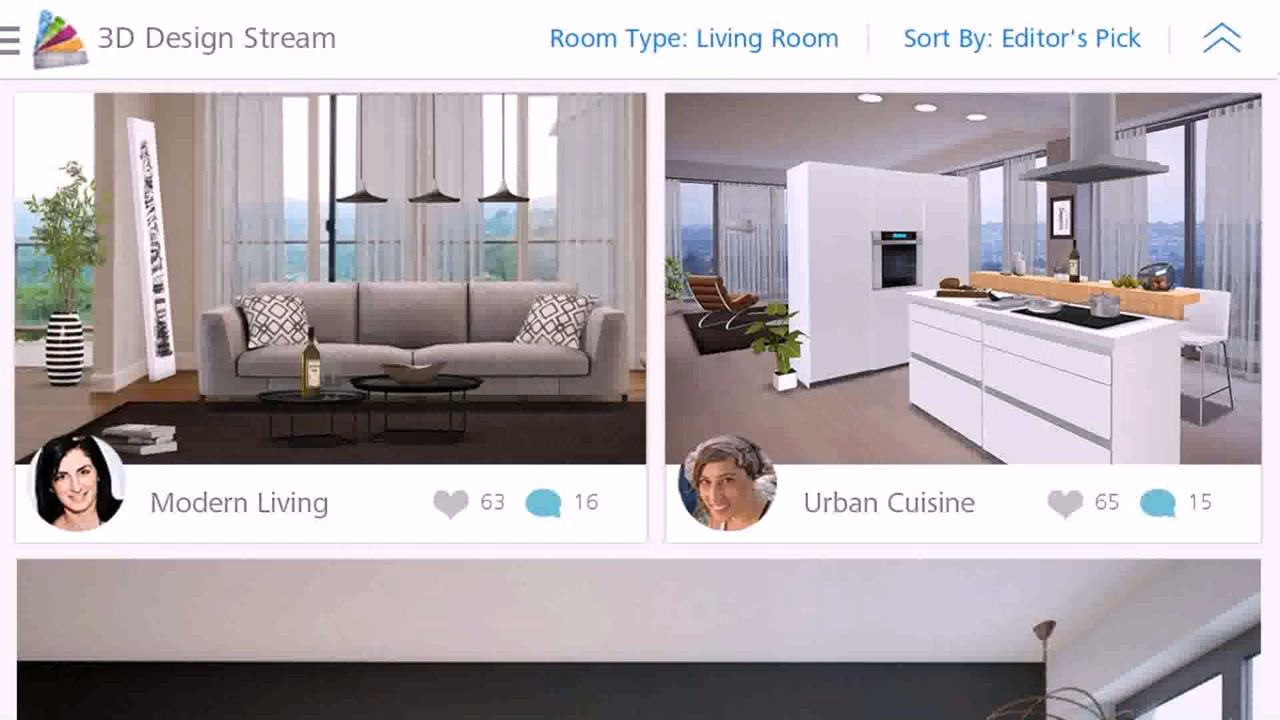 3D Design Stream
Room Type: Living Room
Sort By: Editor's Pick
Modern Living
63
16
Urban Cuisine
65
15